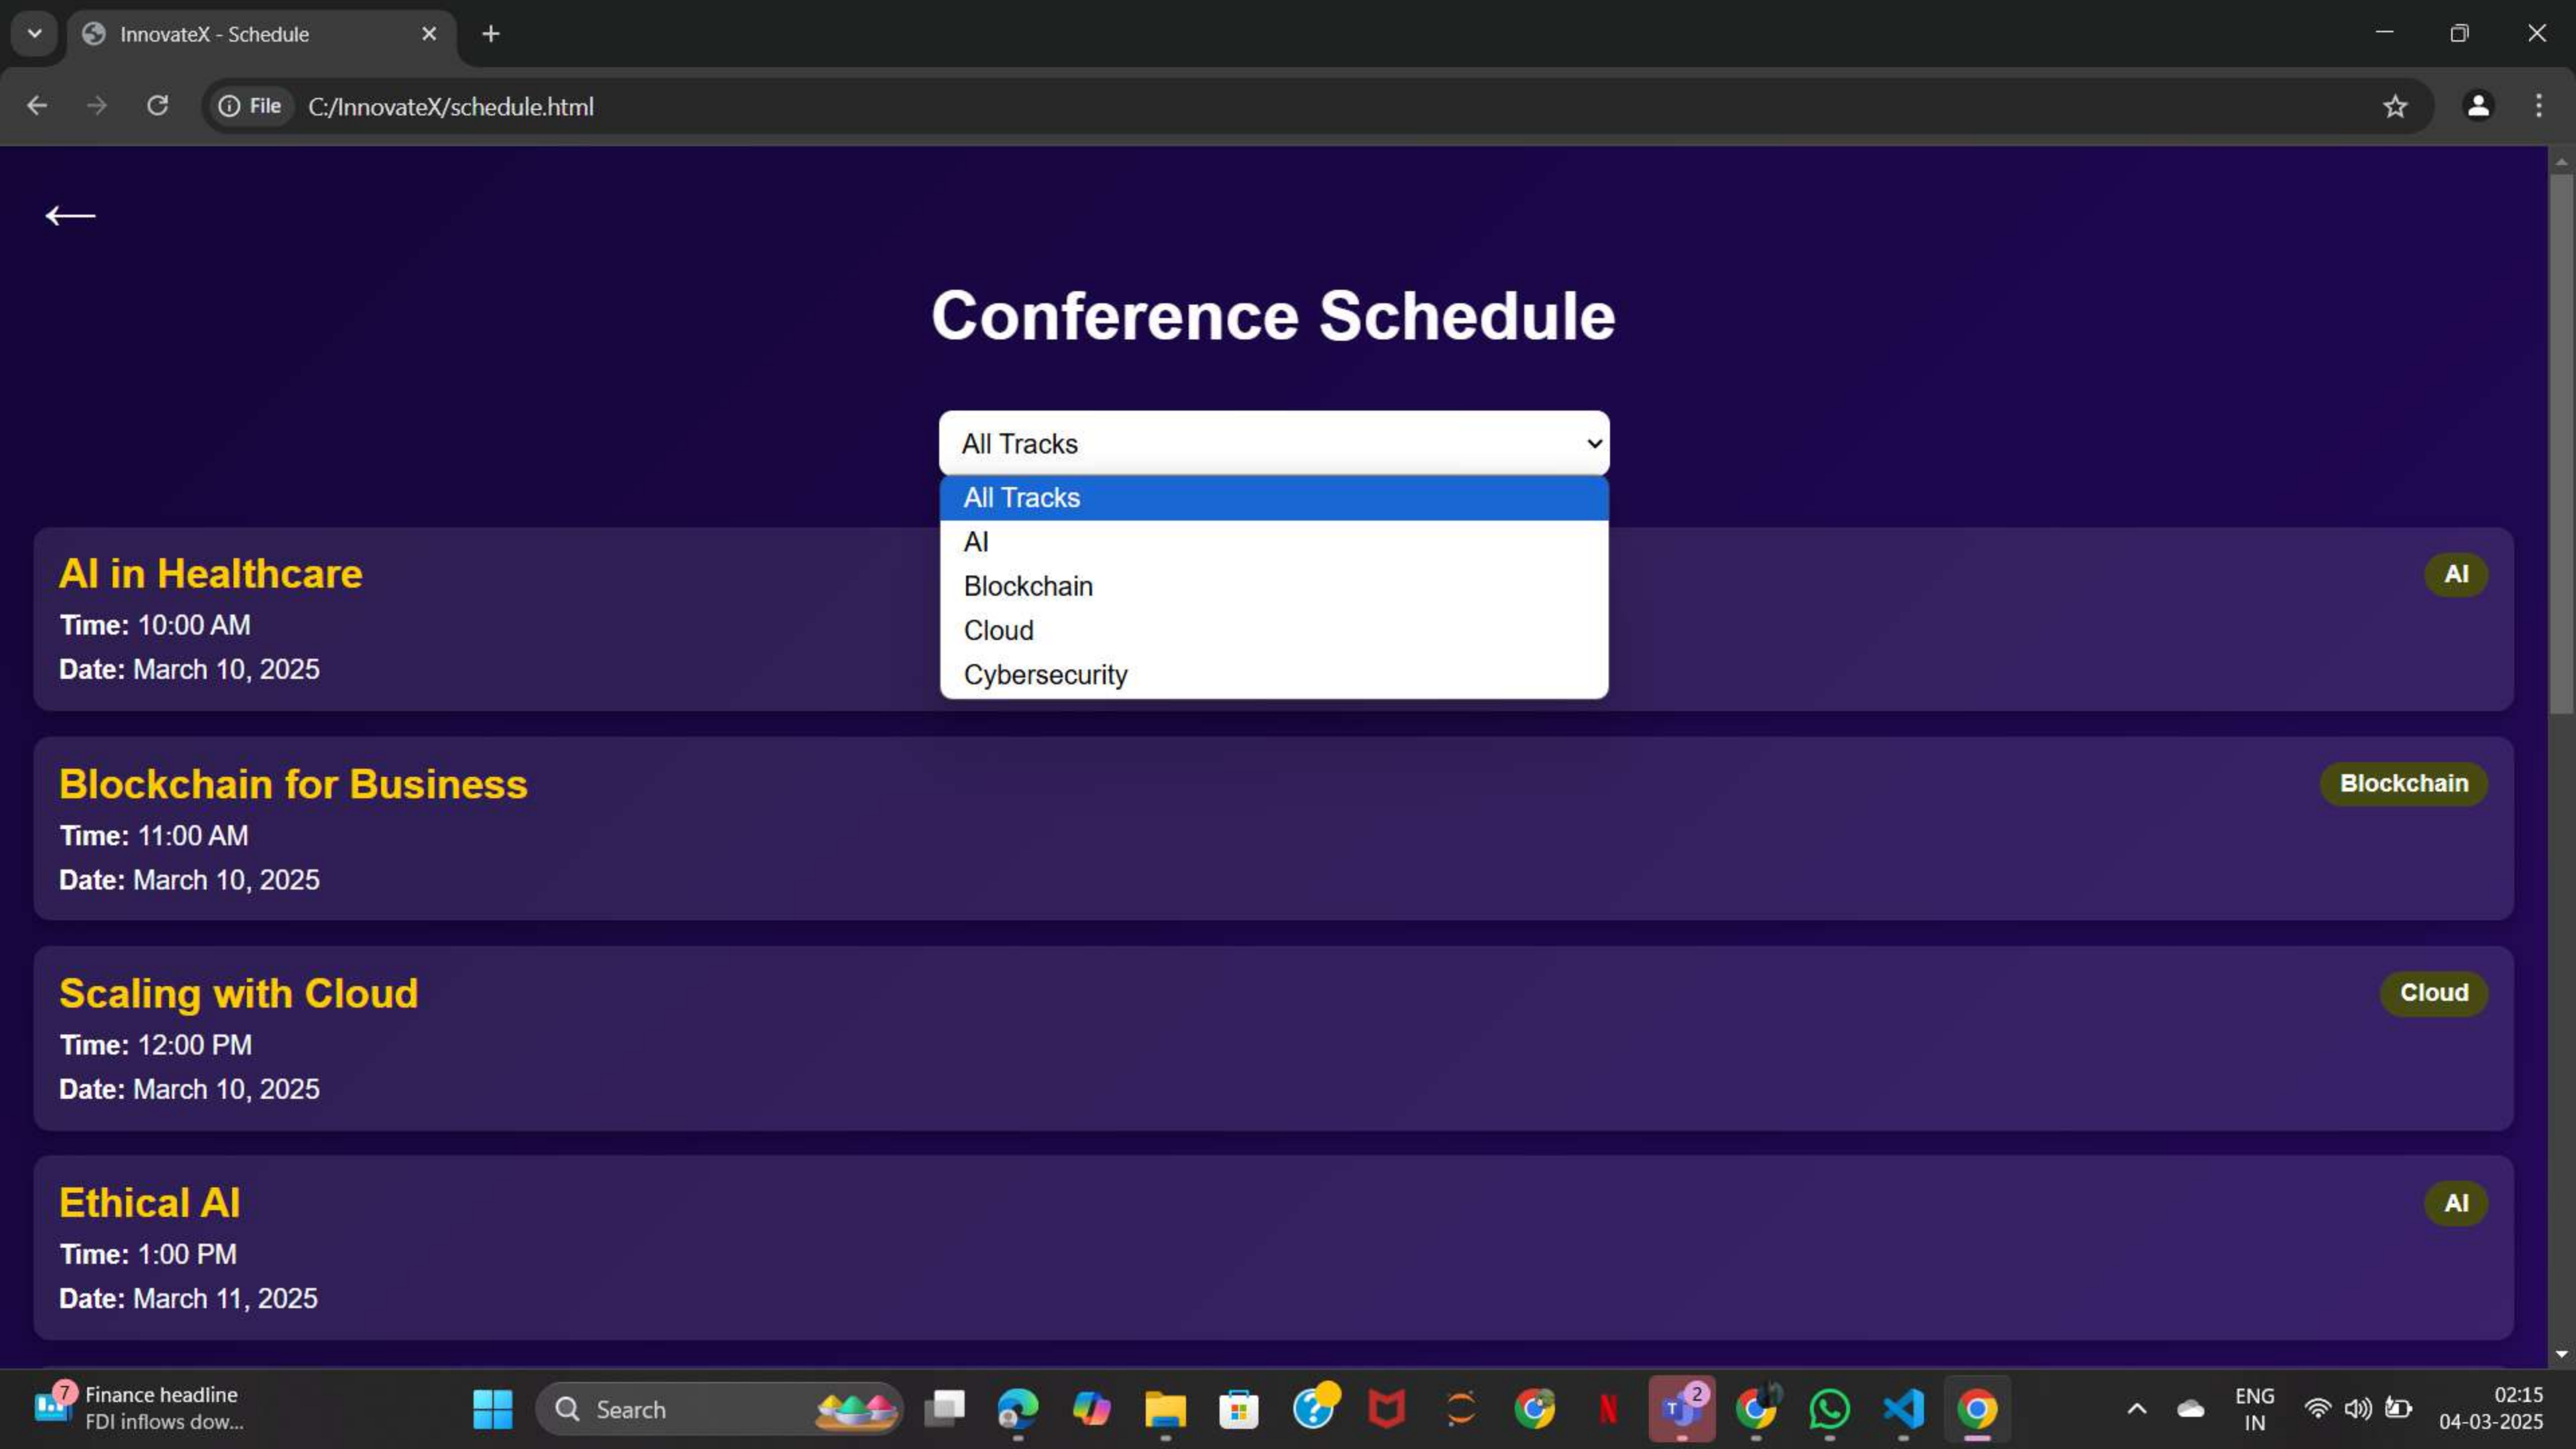 InnovateX - Schedule
File C:/InnovateX/schedule.html
Conference Schedule
All Tracks
All Tracks
AI
Blockchain
Cloud
Cybersecurity
AI in Healthcare
AI
Time: 10:00 AM
Date: March 10, 2025
Blockchain for Business
Blockchain
Time: 11:00 AM
Date: March 10, 2025
Scaling with Cloud
Cloud
Time: 12:00 PM
Date: March 10, 2025
Ethical AI
AI
Time: 1:00 PM
Date: March 11, 2025
7
Finance headline
FDI inflows dow...
Search
N
T 2
ENG
IN
02:15
04-03-2025